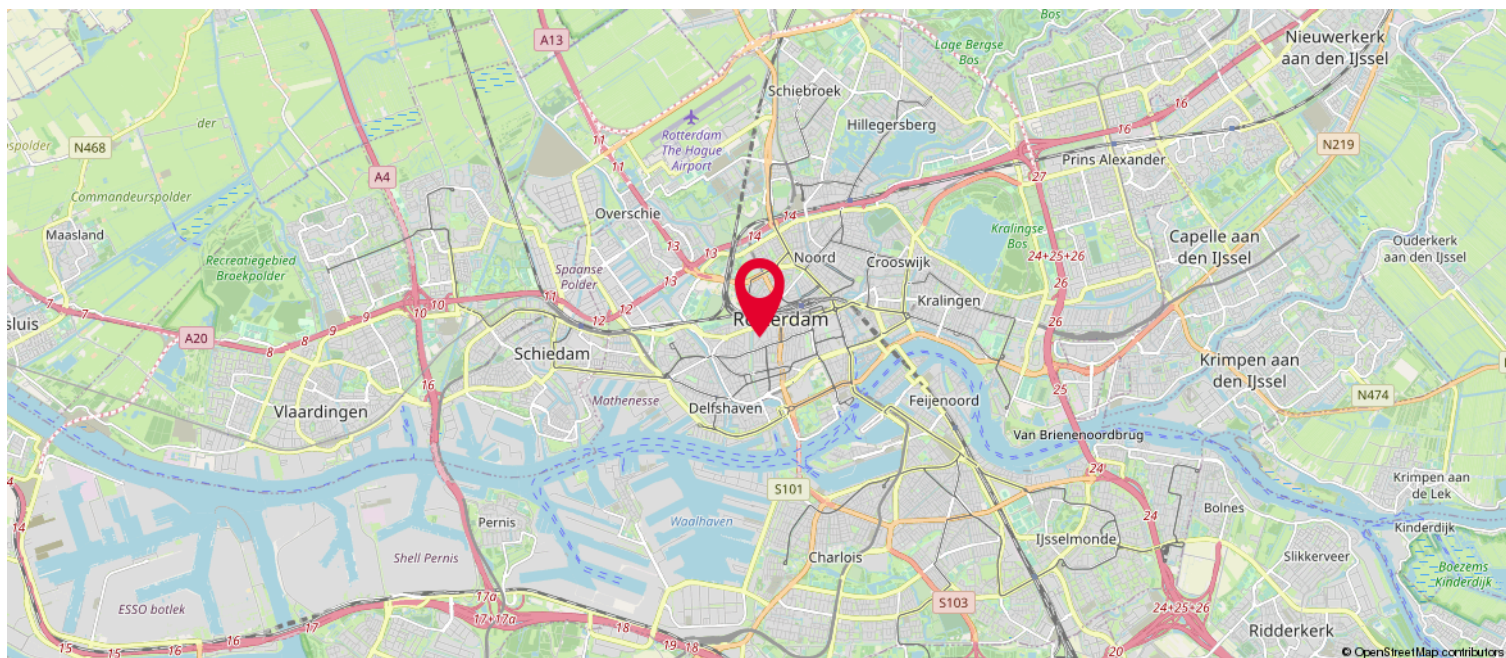 A13
Lage Bergse
Bos
Bos
Nieuwerkerk
aan den IJssel
Schiebroek
16
der
Hillegersberg
16
Rotterdam
The Hague
Airport
N468
11
N219
Prins Alexander
11
27
A4
Commandeurspolder
Overschie
14
Maasland
Kralingse
Bos
Capelle aan
den IJssel
Ouderkerk
aan den IJssel
14
13
13
Noord
Crooswijk
24+25+26
Recreatiegebied
Broekpolder
Spaanse
Polder
13
26
7
7
11
10
10
12
12
Kralingen
Rotterdam
26
sluis
9
9
A20
8
8
Schiedam
Krimpen aan
den IJssel
16
25
N474
Mathenesse
Feijenoord
Delfshaven
Vlaardingen
Van Brienenoordbrug
24
Krimpen aan
de Lek
S101
14
Bolnes
24
Pernis
Waalhaven
Kinderdijk
IJsselmonde
Shell Pernis
Charlois
Slikkerveer
Boezems
Kinderdijk
17a
S103
ESSO botlek
24+25+26
17+17a
17
18
16
16
15
15
19
18
20
Ridderkerk
© OpenStreetMap contributors